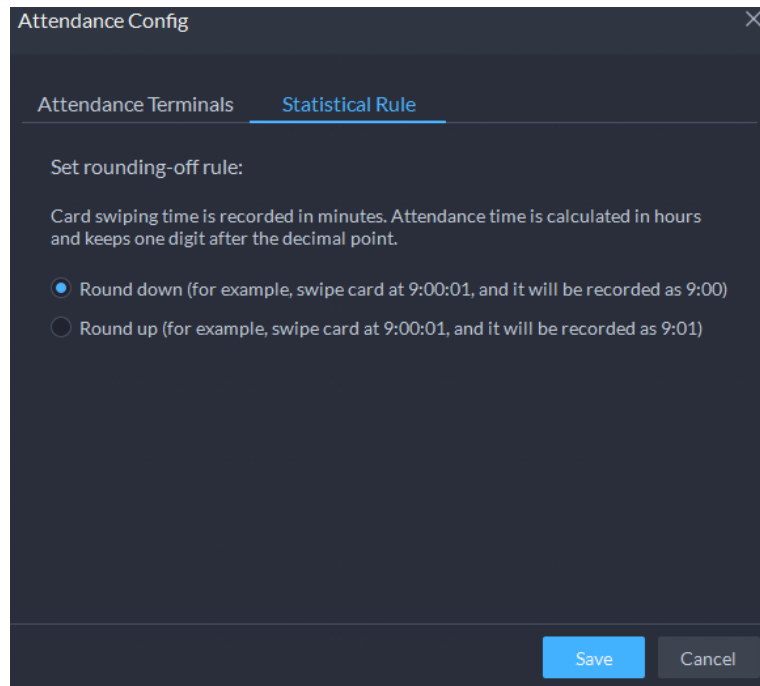 Attendance Config
Attendance Terminals Statistical Rule
Set rounding-off rule:
Card swiping time is recorded in minutes. Attendance time is calculated in hours
and keeps one digit after the decimal point.
Round down (for example, swipe card at 9:00:01, and it will be recorded as 9:00)
Round up (for example, swipe card at 9:00:01, and it will be recorded as 9:01)
Save Cancel